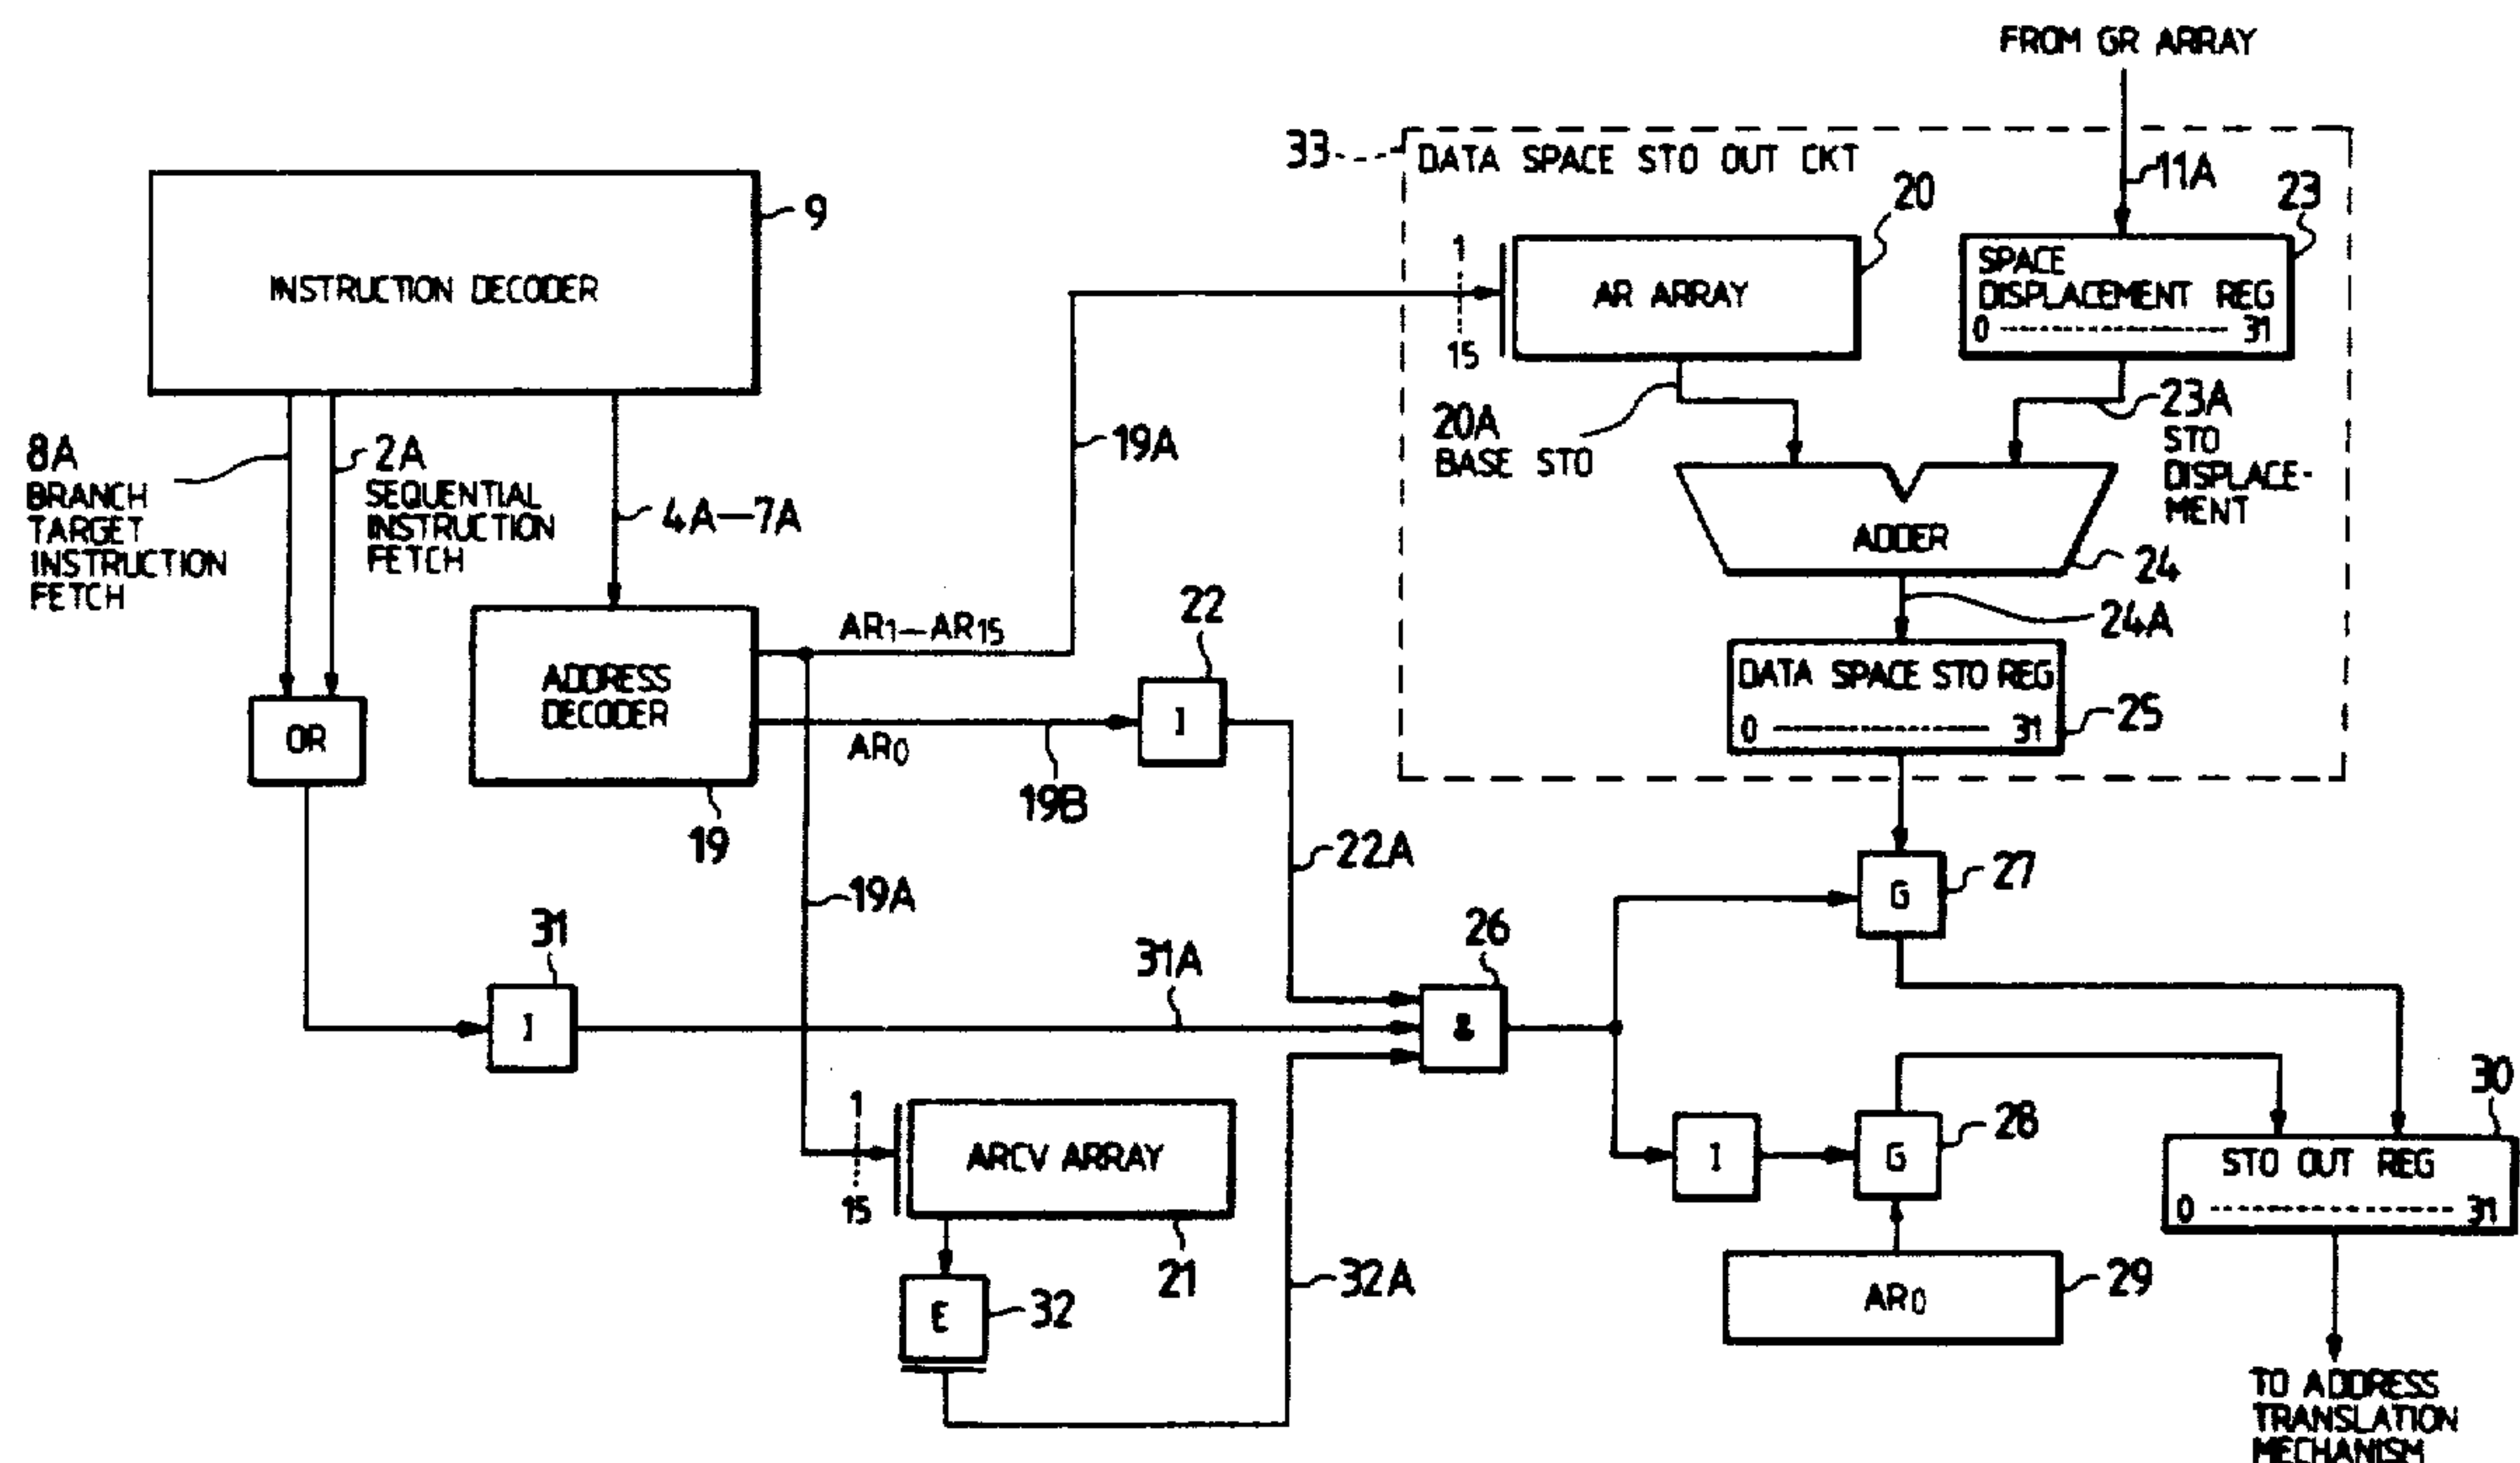 FROM GR ARRAY
33
DATA SPACE STO OUT CKT
11A
20
23
9
INSTRUCTION DECODER
1
15
AR ARRAY
SPACE
DISPLACEMENT REG
0 31
8A
BRANCH
TARGET
INSTRUCTION
FETCH
2A
SEQUENTIAL
INSTRUCTION
FETCH
4A—7A
19A
20A
BASE STO
23A
STO
DISPLACE-
MENT
ADDER
24
24A
22
AR1—AR15
ADDRESS
DECODER
OR
I
AR0
19B
19
DATA SPACE STO REG
0 31
25
22A
19A
27
G
31
I
31A
26
&
1
15
ARCV ARRAY
21
I
G
28
30
STO OUT REG
0 31
E
32
32A
AR0
29
TO ADDRESS
TRANSLATION
MECHANISM